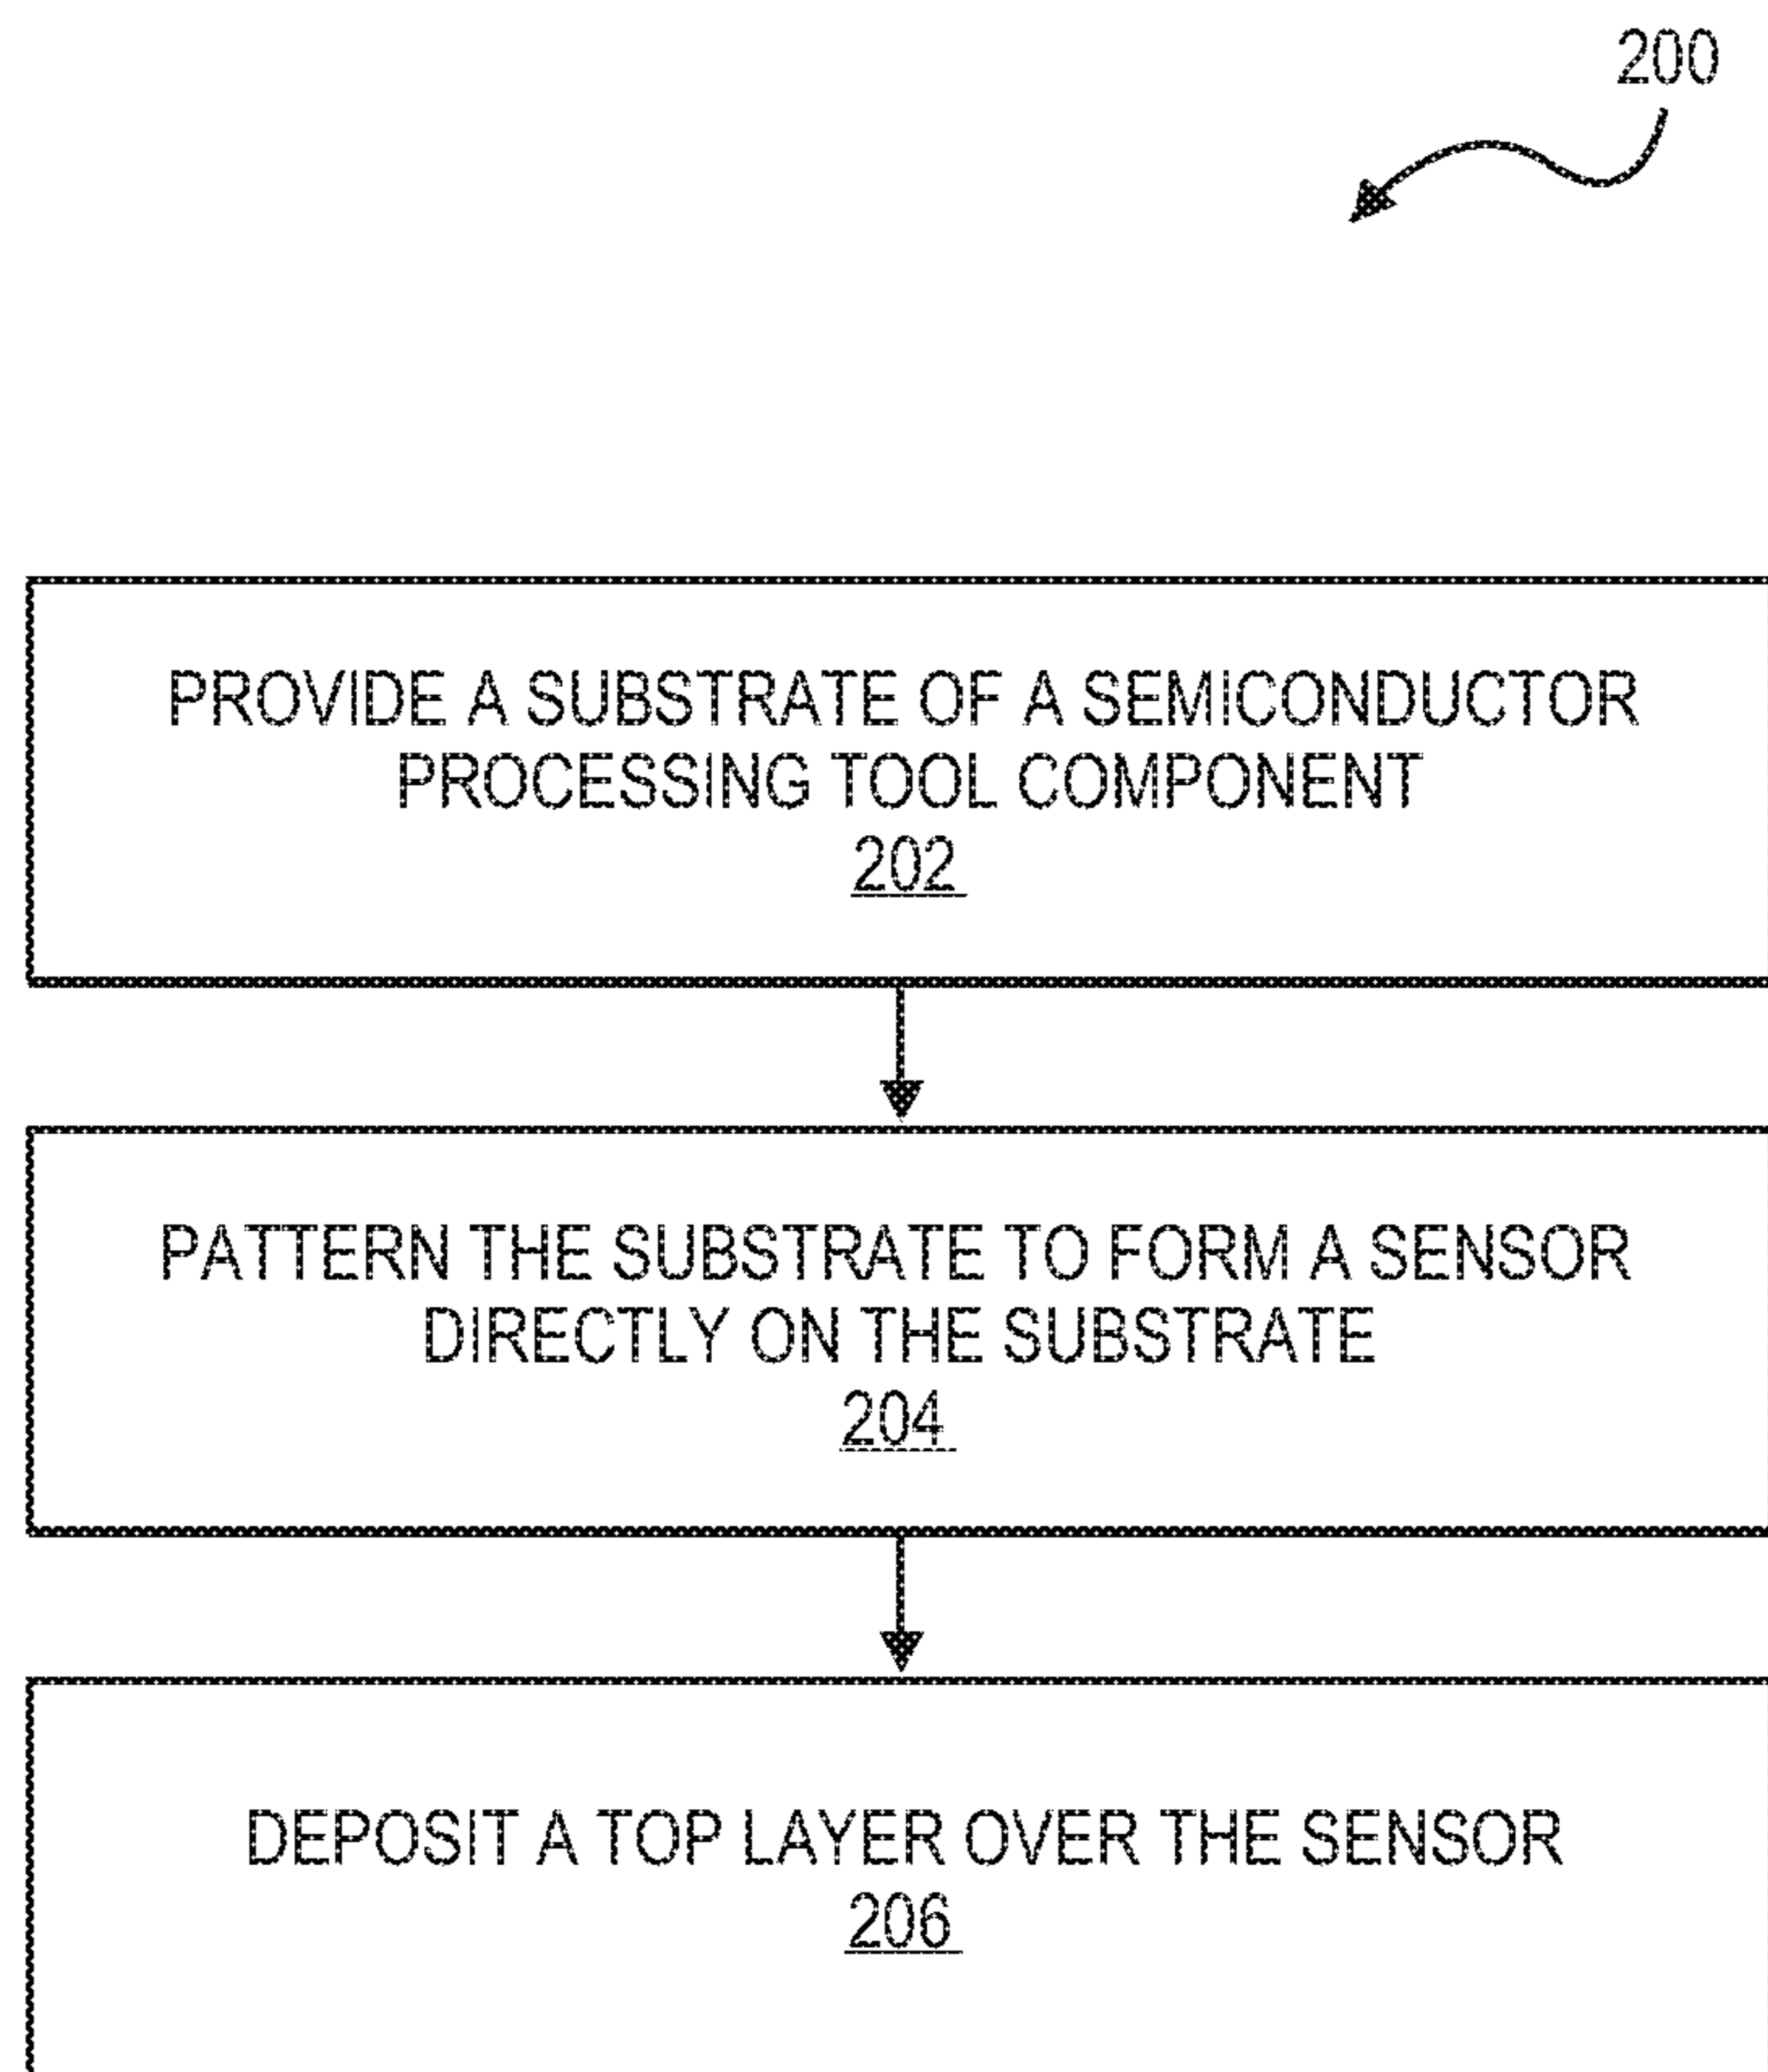 200
PROVIDE A SUBSTRATE OF A SEMICONDUCTOR
PROCESSING TOOL COMPONENT
202
PATTERN THE SUBSTRATE TO FORM A SENSOR
DIRECTLY ON THE SUBSTRATE
204
DEPOSIT A TOP LAYER OVER THE SENSOR
206